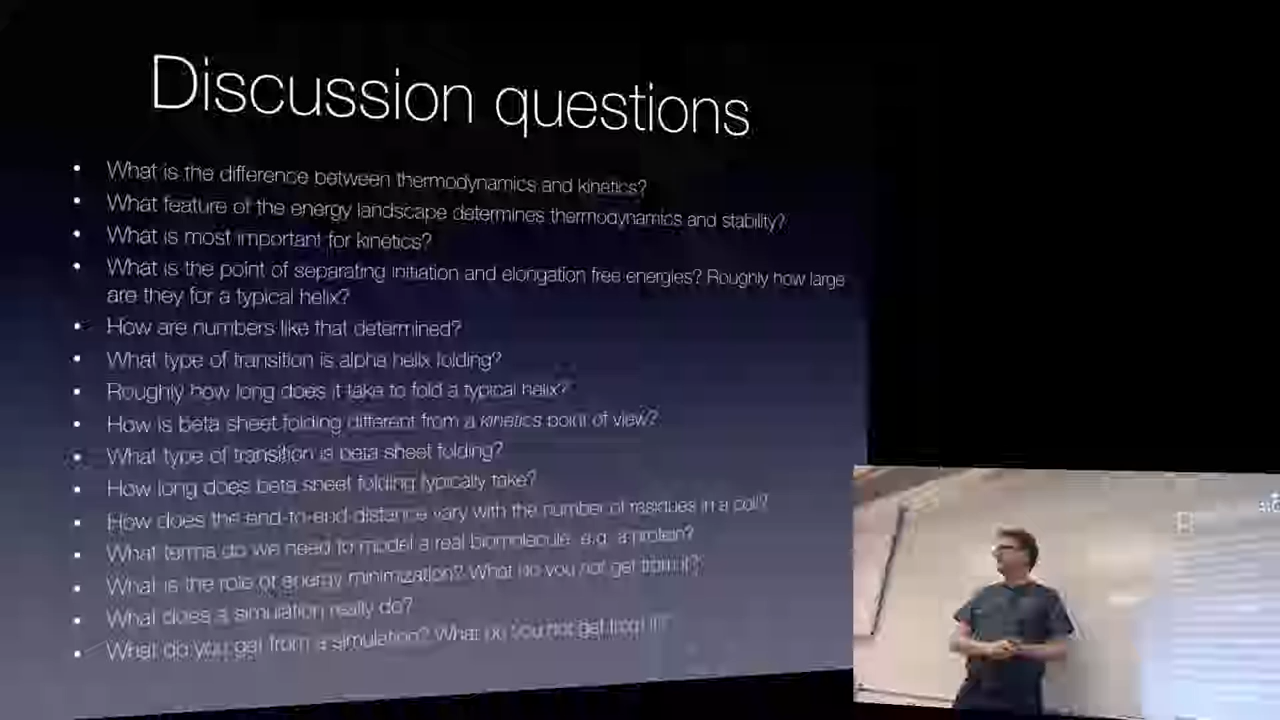 Discussion questions
• What is the difference between thermodynamics and kinetics?
• What feature of the energy landscape determines thermodynamics and stability?
• What is most important for kinetics?
• What is the point of separating initiation and elongation free energies? Roughly how large
are they for a typical helix?
• How are numbers like that determined?
• What type of transition is alpha helix folding?
• Roughly how long does it take to fold a typical helix?
• How is beta sheet folding different from a kinetics point of view?
• What type of transition is beta sheet folding?
• How long does beta sheet folding typically take?
• How does the end-to-end-distance vary with the number of residues in a coil?
• What terms do we need to model a real biomolecule, e.g. a protein?
• What is the role of energy minimization? What do you not get from it?
• What does a simulation really do?
• What do you get from a simulation? What do you not get from it?